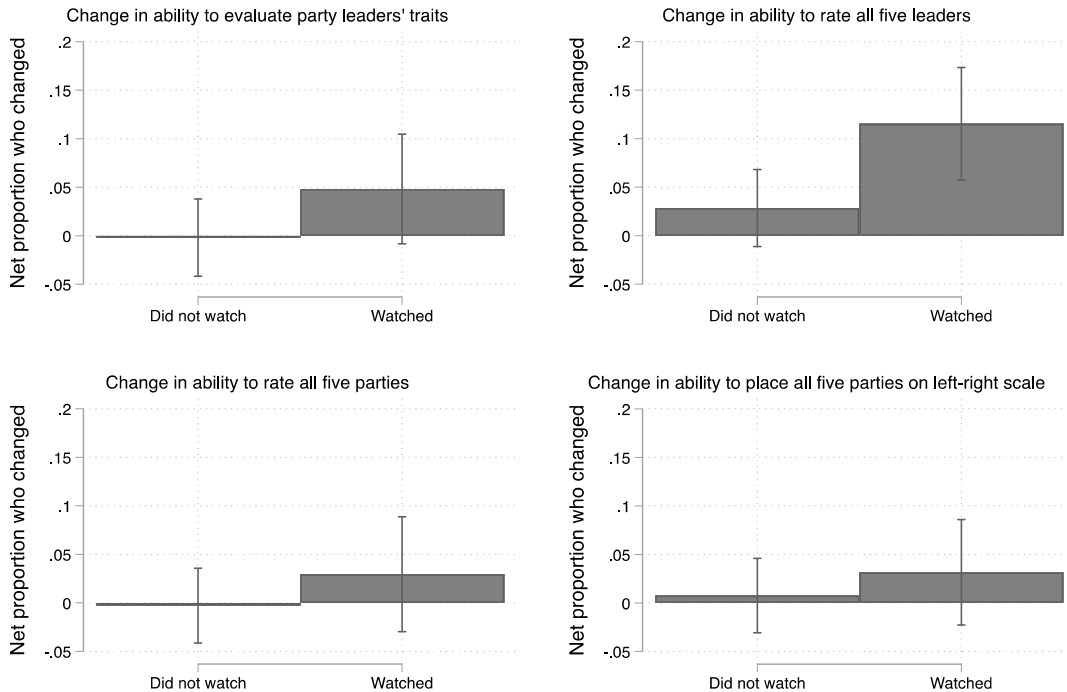 Change in ability to evaluate party leaders' traits
Net proportion who changed
.2
.15
.1
.05
0
-.05
Did not watch Watched
Change in ability to rate all five leaders
Net proportion who changed
.2
.15
.1
.05
0
-.05
Did not watch Watched
Change in ability to rate all five parties
Net proportion who changed
.2
.15
.1
.05
0
-.05
Did not watch Watched
Change in ability to place all five parties on left-right scale
Net proportion who changed
.2
.15
.1
.05
0
-.05
Did not watch Watched